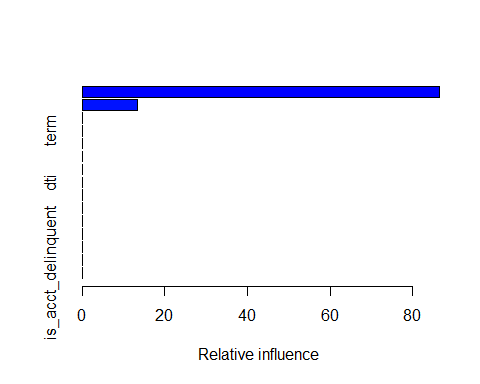 term
dti
is_acct_delinquent
0 20 40 60 80
Relative influence